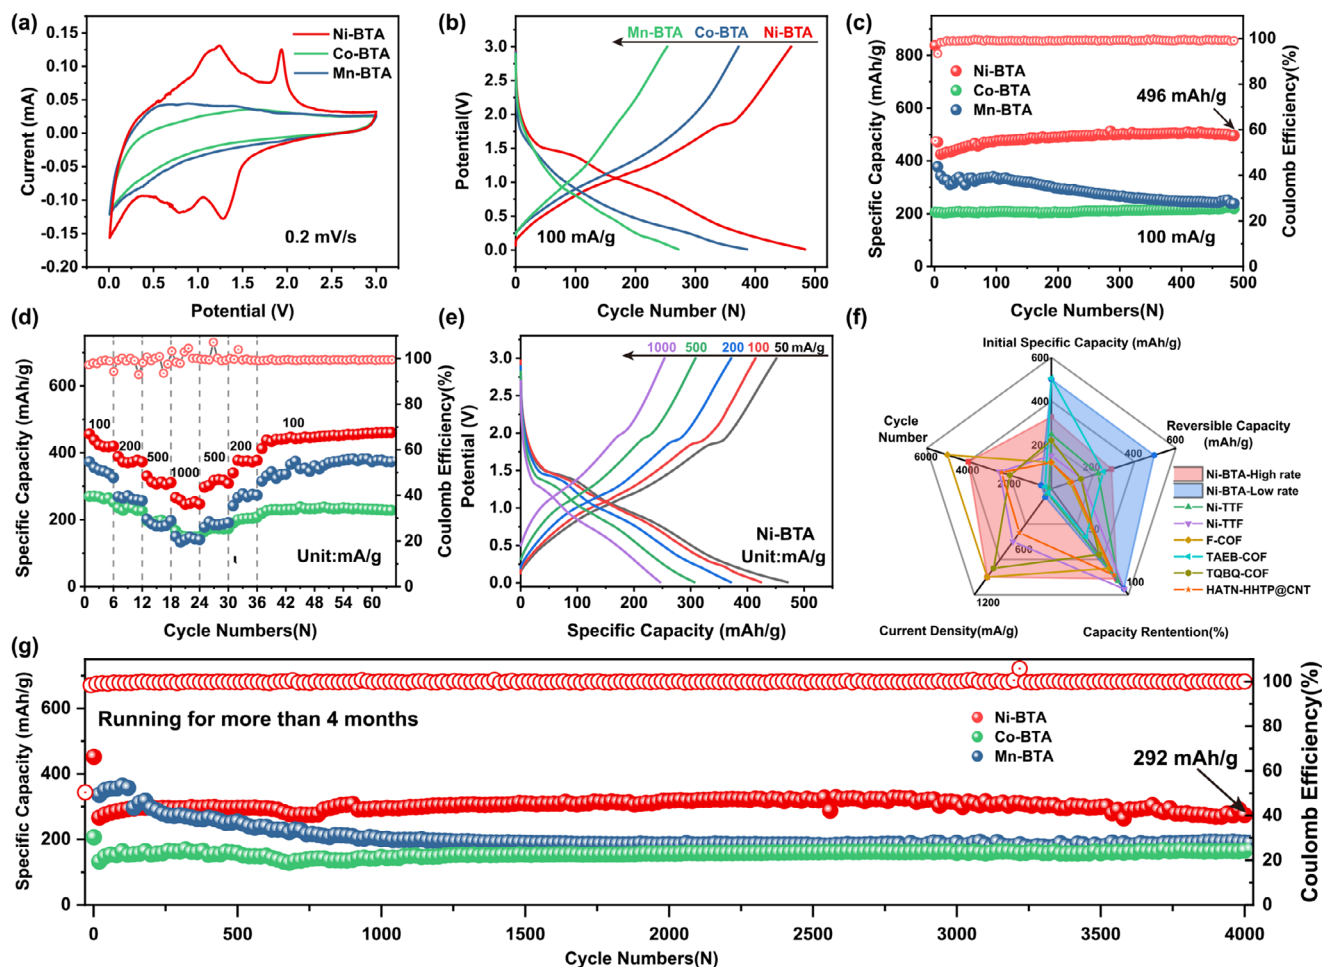 (a)
0.15
0.10
0.05
0.00
-0.05
-0.10
-0.15
-0.20
Current (mA)
Ni-BTA
Co-BTA
Mn-BTA
0.2 mV/s
0.0 0.5 1.0 1.5 2.0 2.5 3.0
Potential (V)
(b)
Mn-BTA Co-BTA Ni-BTA
3.0
2.5
2.0
1.5
1.0
0.5
0.0
Potential(V)
100 mA/g
0 100 200 300 400 500
Cycle Number (N)
(c)
800
600
400
200
0
Specific Capacity (mAh/g)
Ni-BTA
Co-BTA
Mn-BTA
496 mAh/g
100 mA/g
100
80
60
40
20
0
Coulomb Efficiency(%)
0 100 200 300 400 500
Cycle Numbers(N)
(d)
600
400
200
0
Specific Capacity (mAh/g)
100
200
500
1000
500
200
100
Unit:mA/g
100
80
60
40
20
0
Coulomb Efficiency(%)
0 6 12 18 24 30 36 42 48 54 60
Cycle Numbers(N)
(e)
1000 500 200 100 50 mA/g
3.0
2.5
2.0
1.5
1.0
0.5
0.0
Potential (V)
Ni-BTA
Unit:mA/g
0 100 200 300 400 500
Specific Capacity (mAh/g)
(f)
Initial Specific Capacity (mAh/g)
600
400
200
Cycle
Number
6000
4000
2000
Reversible Capacity
(mAh/g)
600
400
200
0
600
1200
100
Current Density(mA/g)
Capacity Rentention(%)
Ni-BTA-High rate
Ni-BTA-Low rate
Ni-TTF
Ni-TTF
F-COF
TAEB-COF
TQBQ-COF
HATN-HHTP@CNT
(g)
600
400
200
0
Specific Capacity (mAh/g)
Running for more than 4 months
Ni-BTA
Co-BTA
Mn-BTA
292 mAh/g
100
80
60
40
20
0
Coulomb Efficiency(%)
0 500 1000 1500 2000 2500 3000 3500 4000
Cycle Numbers(N)